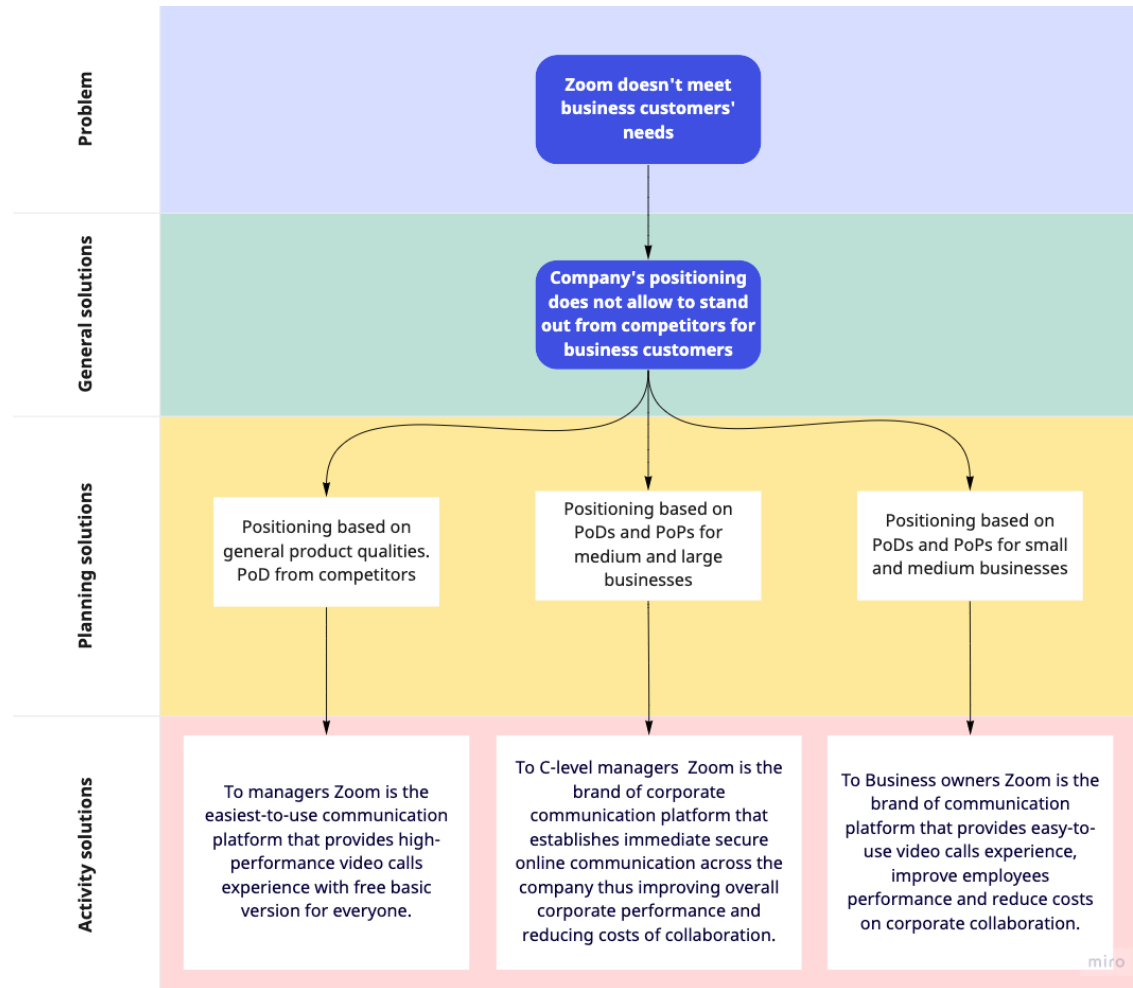 Problem
Zoom doesn't meet
business customers'
needs
General solutions
Company's positioning
does not allow to stand
out from competitors for
business customers
Planning solutions
Positioning based on
general product qualities.
PoD from competitors
Positioning based on
PoDs and PoPs for
medium and large
businesses
Positioning based on
PoDs and PoPs for small
and medium businesses
Activity solutions
To managers Zoom is the
easiest-to-use communication
platform that provides high-
performance video calls
experience with free basic
version for everyone.
To C-level managers  Zoom is the
brand of corporate
communication platform that
establishes immediate secure
online communication across the
company thus improving overall
corporate performance and
reducing costs of collaboration.
To Business owners Zoom is the
brand of communication
platform that provides easy-to-
use video calls experience,
improve employees
performance and reduce costs
on corporate collaboration.
miro